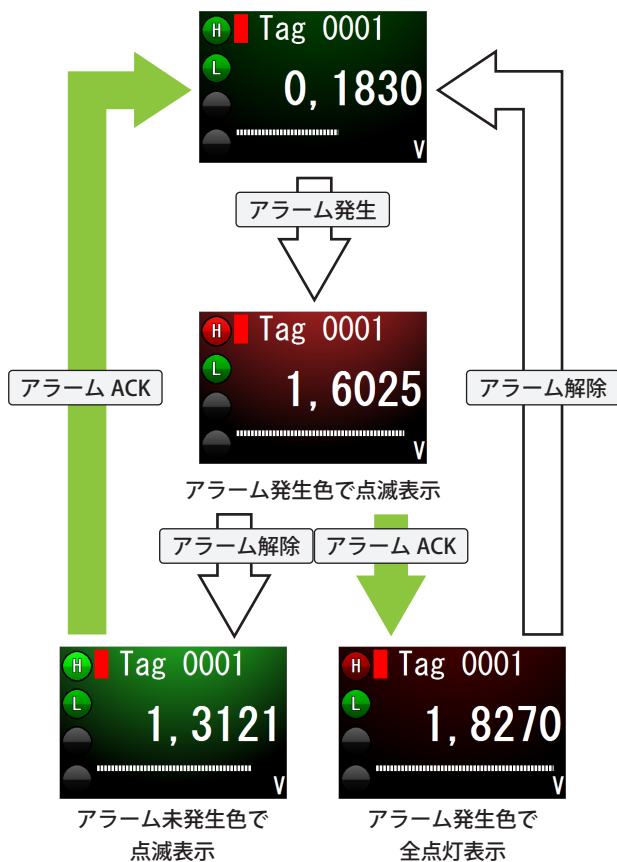 H Tag 0001
L
0,1830
V
アラーム発生
H Tag 0001
L
1,6025
V
アラーム ACK
アラーム解除
アラーム発生色で点滅表示
アラーム解除
アラーム ACK
H Tag 0001
L
1,3121
V
H Tag 0001
L
1,8270
V
アラーム未発生色で
点滅表示
アラーム発生色で
全点灯表示